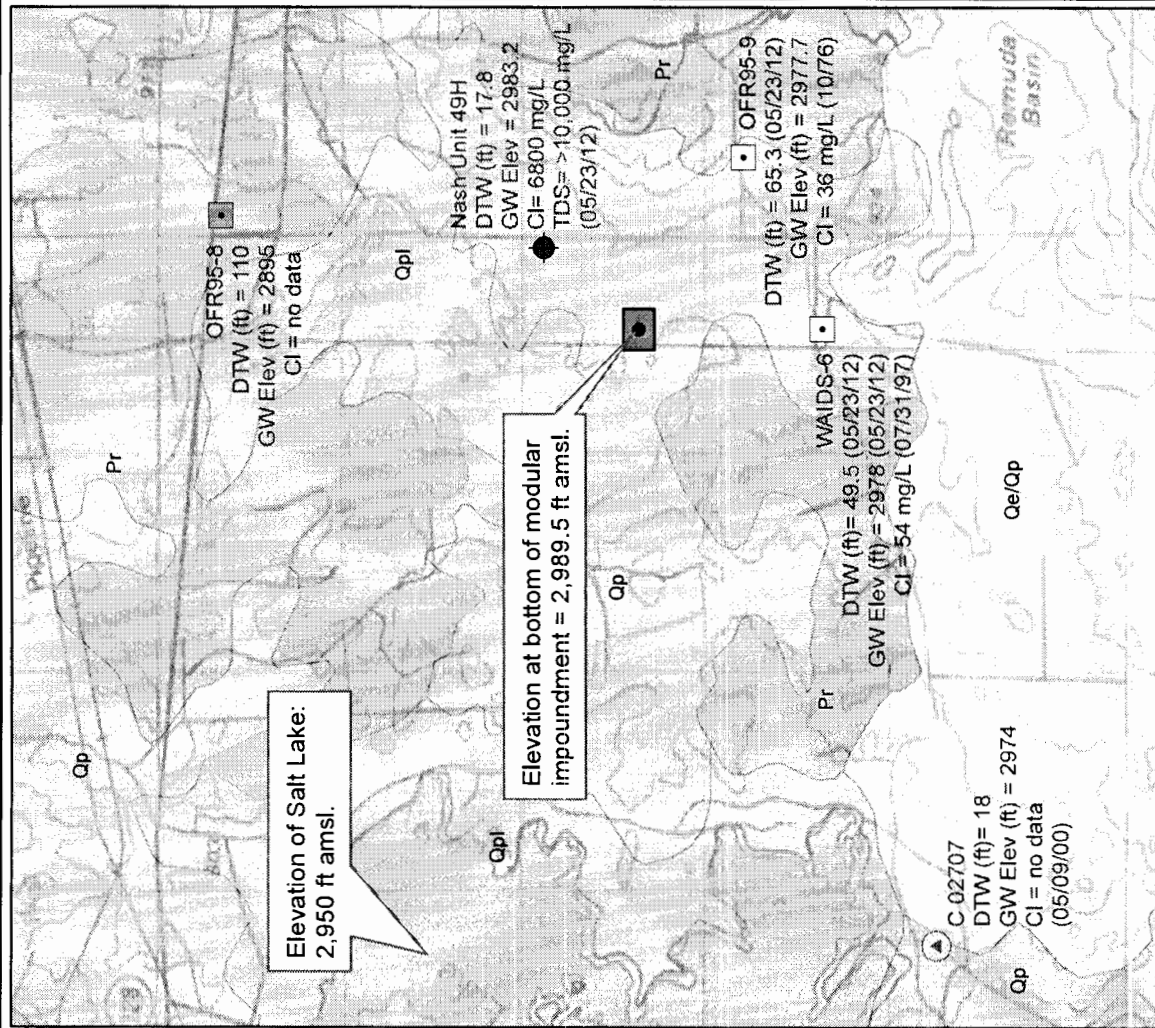 Pr
Qp
OFR95-8
DTW (ft) = 110
GW Elev (ft) = 2895
Cl = no data
Elevation of Salt Lake:
2,950 ft amsl.
Qpl
Nash Unit 49H
DTW (ft) = 17.8
GW Elev = 2983.2
Cl= 6800 mg/L
TDS= >10,000 mg/L
(05/23/12)
Pr
Elevation at bottom of modular
impoundment = 2,989.5 ft amsl.
Qpl
Qp
OFR95-9
DTW (ft) = 65.3 (05/23/12)
GW Elev (ft) = 2977.7
Cl = 36 mg/L (10/76)
WAIDS-6
DTW (ft)= 49.5 (05/23/12)
GW Elev (ft) = 2978 (05/23/12)
Cl = 54 mg/L (07/31/97)
Pr
Remuda
Basin
Qe/Qp
C 02707
DTW (ft)= 18
GW Elev (ft) = 2974
Cl = no data
(05/09/00)
Qp